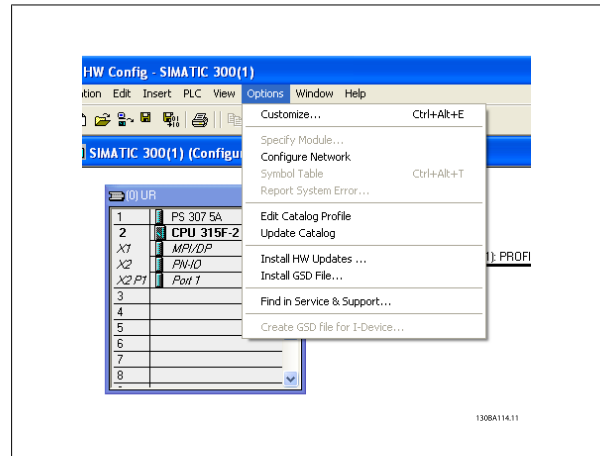 HW Config - SIMATIC 300(1)
ation Edit Insert PLC View Options Window Help
Customize... Ctrl+Alt+E
Specify Module...
Configure Network
Symbol Table Ctrl+Alt+T
Report System Error...
Edit Catalog Profile
Update Catalog
Install HW Updates ...
Install GSD File...
Find in Service & Support...
Create GSD file for I-Device...
SIMATIC 300(1) (Configu
(0) UR
1 PS 307 5A
2 CPU 315F-2
X1 MPI/DP
X2 PN-IO
X2 P1 Port 1
3
4
5
6
7
8
1): PROFI
130BA114.11